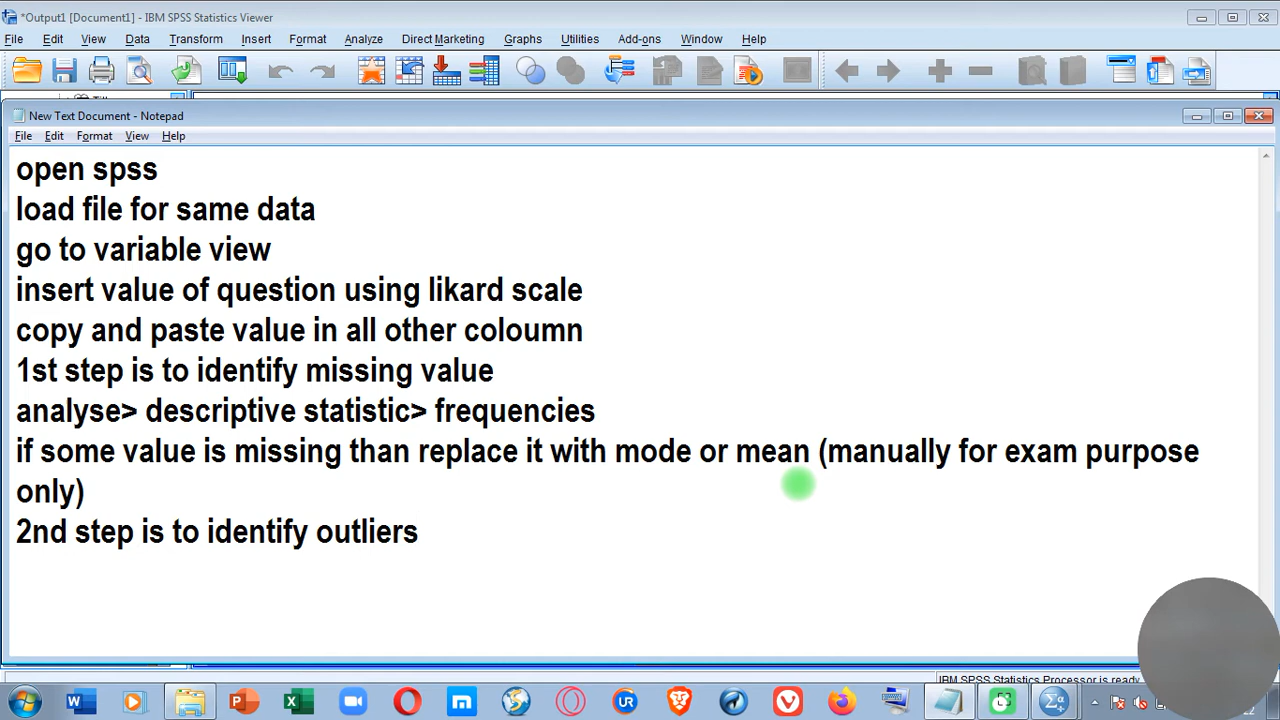 *Output1 [Document1] - IBM SPSS Statistics Viewer
File Edit View Data Transform Insert Format Analyze Direct Marketing Graphs Utilities Add-ons Window Help
New Text Document - Notepad
File Edit Format View Help
open spss
load file for same data
go to variable view
insert value of question using likard scale
copy and paste value in all other coloumn
1st step is to identify missing value
analyse> descriptive statistic> frequencies
if some value is missing than replace it with mode or mean (manually for exam purpose
only)
2nd step is to identify outliers
IBM SPSS Statistics Processor is ready